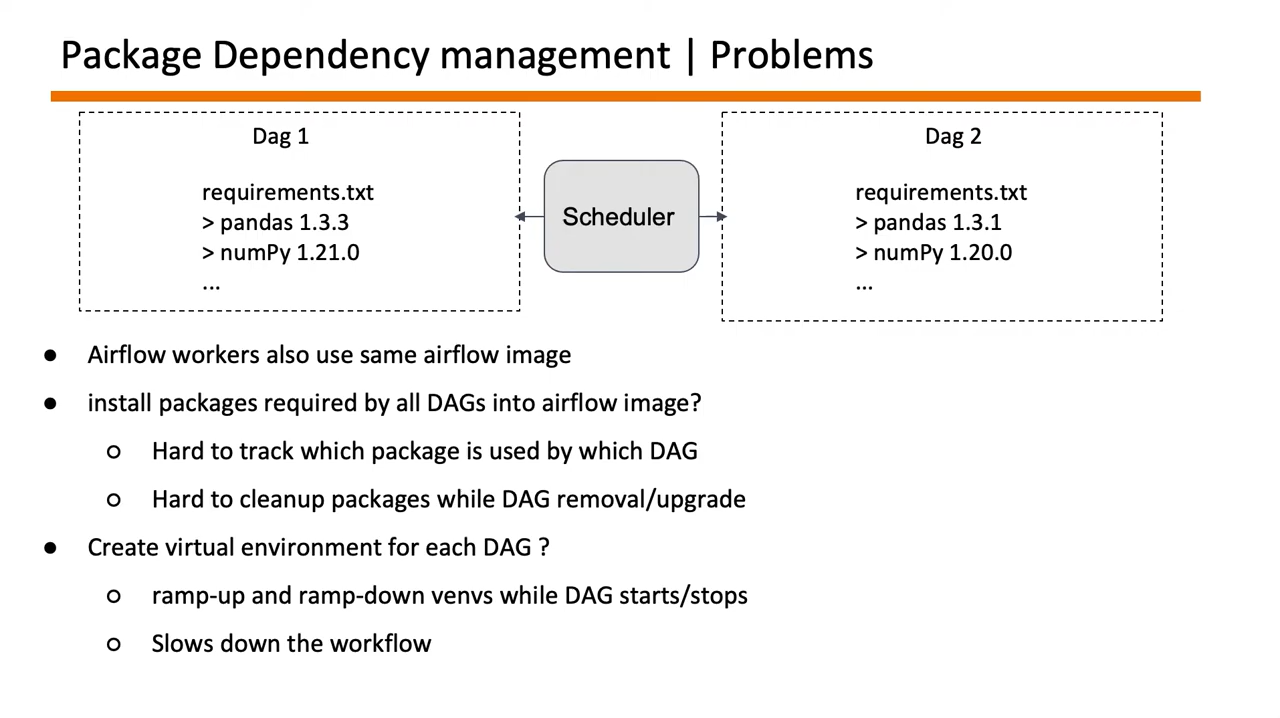 Package Dependency management | Problems
Dag 1
requirements.txt
> pandas 1.3.3
> numPy 1.21.0
...
Scheduler
Dag 2
requirements.txt
> pandas 1.3.1
> numPy 1.20.0
...
● Airflow workers also use same airflow image
● install packages required by all DAGs into airflow image?
○ Hard to track which package is used by which DAG
○ Hard to cleanup packages while DAG removal/upgrade
● Create virtual environment for each DAG ?
○ ramp-up and ramp-down venvs while DAG starts/stops
○ Slows down the workflow